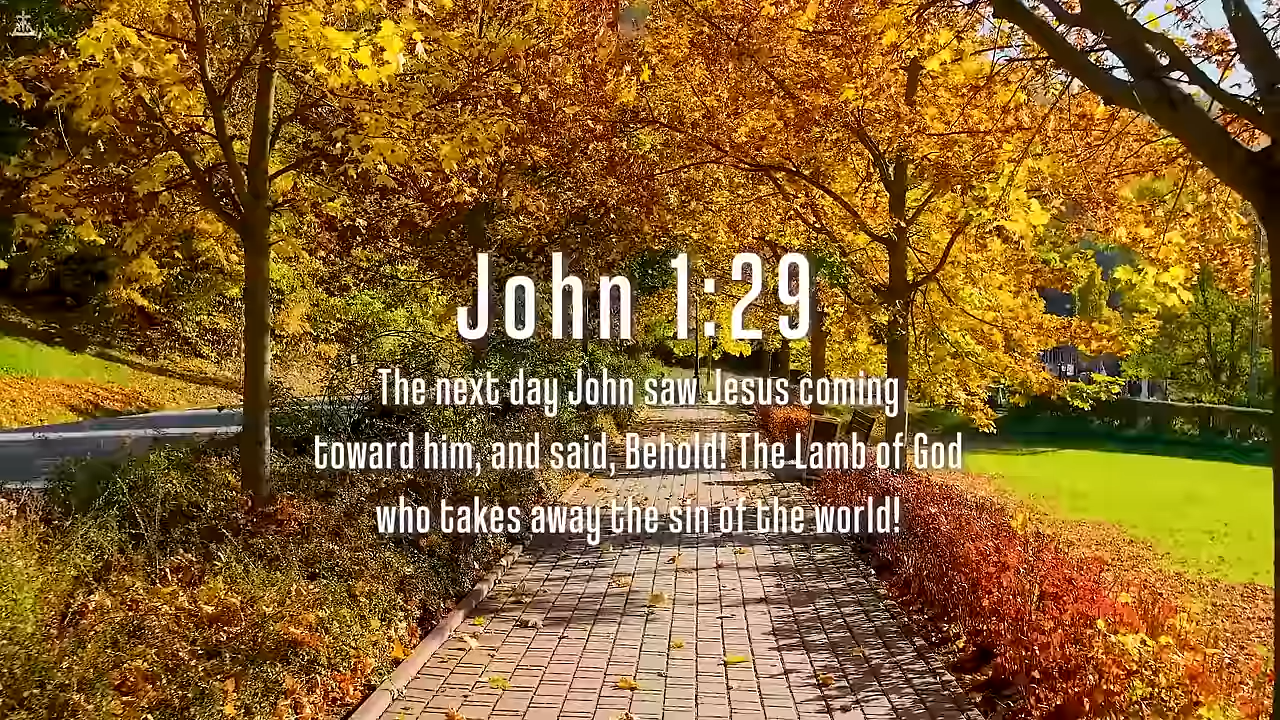 John 1:29
The next day John saw Jesus coming
toward him, and said, Behold! The Lamb of God
who takes away the sin of the world!